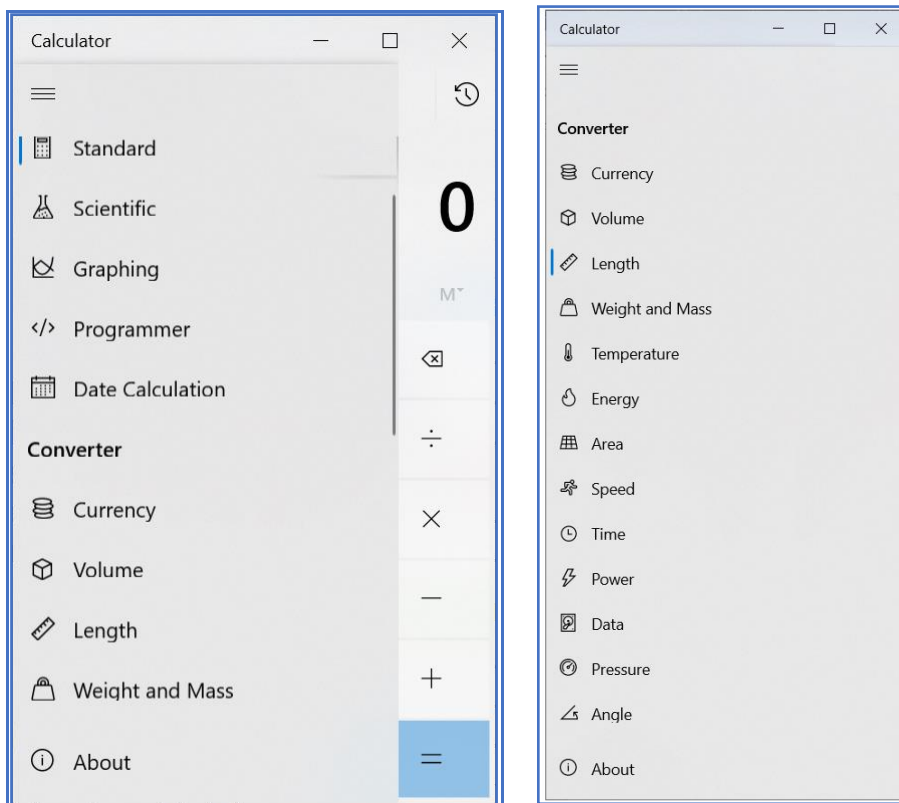 Calculator
Standard
0
Scientific
Graphing
M
Programmer
Date Calculation
÷
Converter
Currency
×
Volume
−
Length
+
Weight and Mass
About
=
Calculator
Converter
Currency
Volume
Length
Weight and Mass
Temperature
Energy
Area
Speed
Time
Power
Data
Pressure
Angle
About